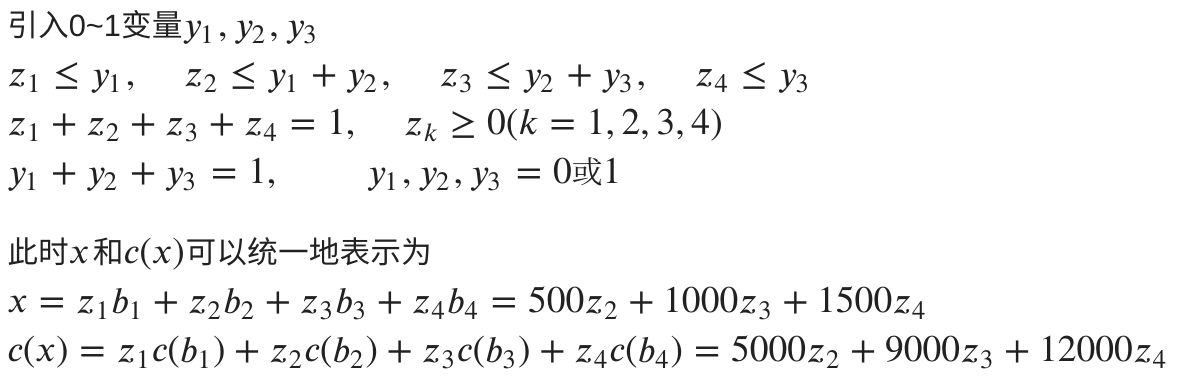 引入0~1变量y₁, y₂, y₃
z₁ ≤ y₁, z₂ ≤ y₁ + y₂, z₃ ≤ y₂ + y₃, z₄ ≤ y₃
z₁ + z₂ + z₃ + z₄ = 1, zₖ ≥ 0(k = 1, 2, 3, 4)
y₁ + y₂ + y₃ = 1, y₁, y₂, y₃ = 0或1
此时x和c(x)可以统一地表示为
x = z₁b₁ + z₂b₂ + z₃b₃ + z₄b₄ = 500z₂ + 1000z₃ + 1500z₄
c(x) = z₁c(b₁) + z₂c(b₂) + z₃c(b₃) + z₄c(b₄) = 5000z₂ + 9000z₃ + 12000z₄